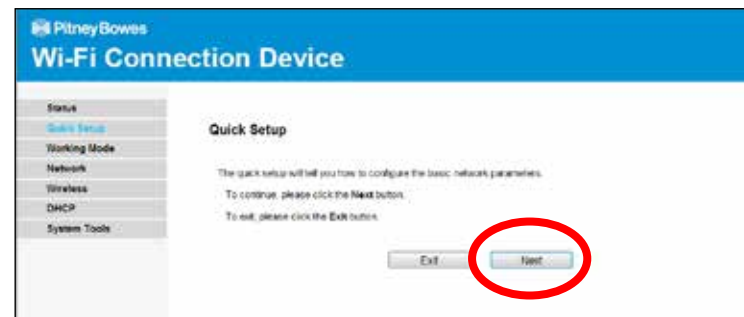 Pitney Bowes
Wi-Fi Connection Device
Status
Quick Setup
Working Mode
Network
Wireless
DHCP
System Tools
Quick Setup
The quick setup will tell you how to configure the basic network parameters.
To continue, please click the Next button.
To exit, please click the Exit button.
Exit
Next